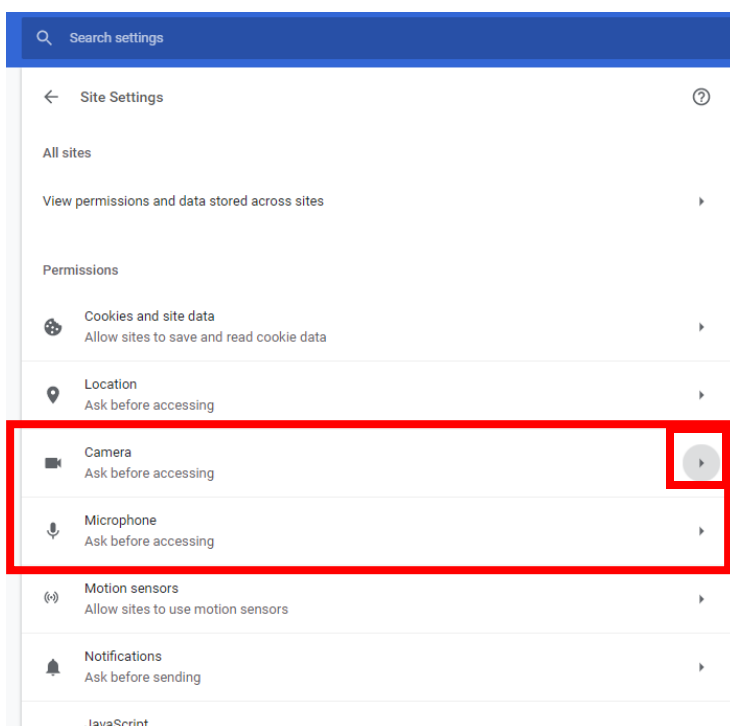 Search settings
Site Settings
All sites
View permissions and data stored across sites
Permissions
Cookies and site data
Allow sites to save and read cookie data
Location
Ask before accessing
Camera
Ask before accessing
Microphone
Ask before accessing
Motion sensors
Allow sites to use motion sensors
Notifications
Ask before sending
JavaScript